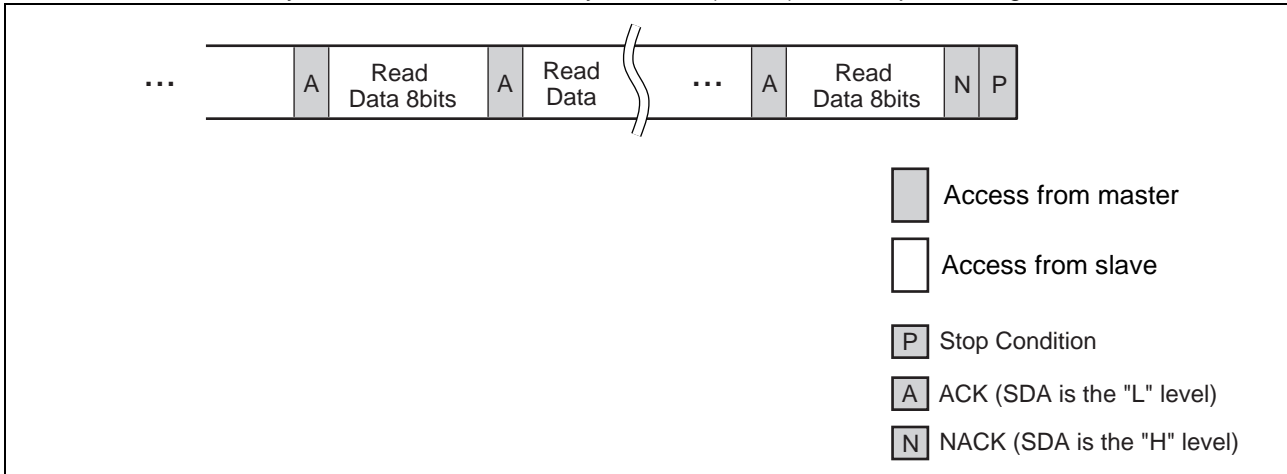 ... A Read Data 8bits A Read Data ... A Read Data 8bits N P
Access from master
Access from slave
P Stop Condition
A ACK (SDA is the "L" level)
N NACK (SDA is the "H" level)